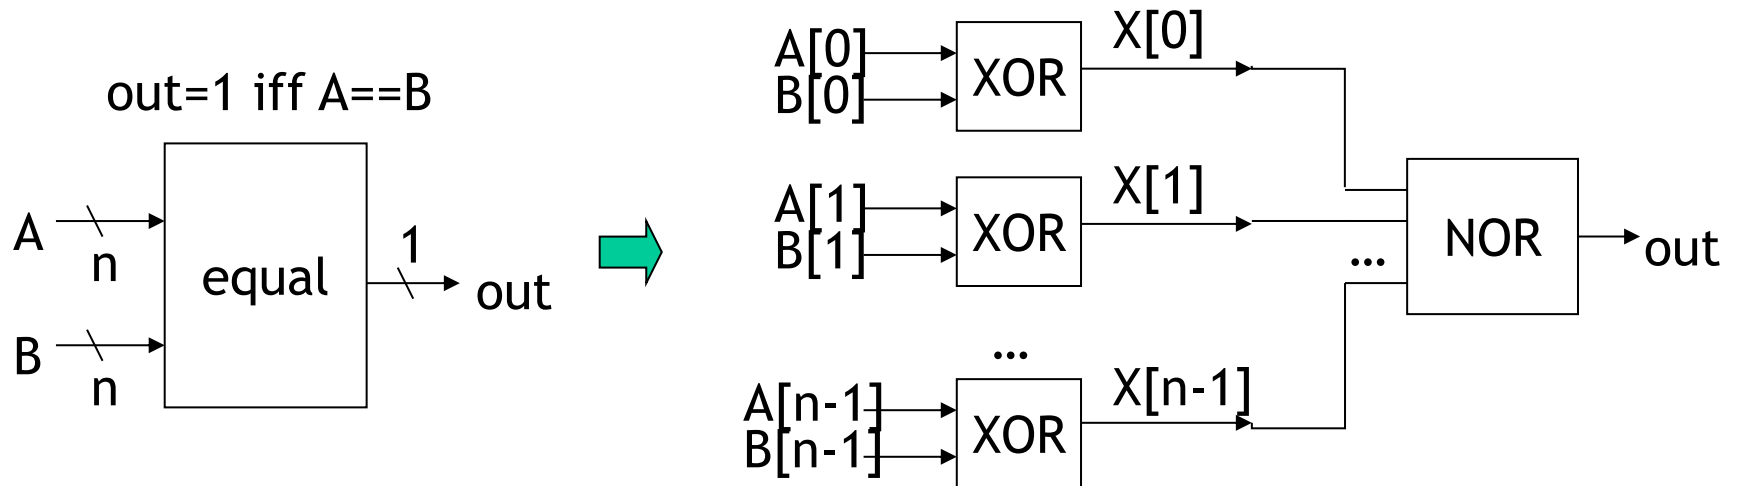 out=1 iff A==B
A
n
B
n
equal
1
out
A[0]
B[0]
XOR
X[0]
A[1]
B[1]
XOR
X[1]
...
A[n-1]
B[n-1]
XOR
X[n-1]
...
NOR
out